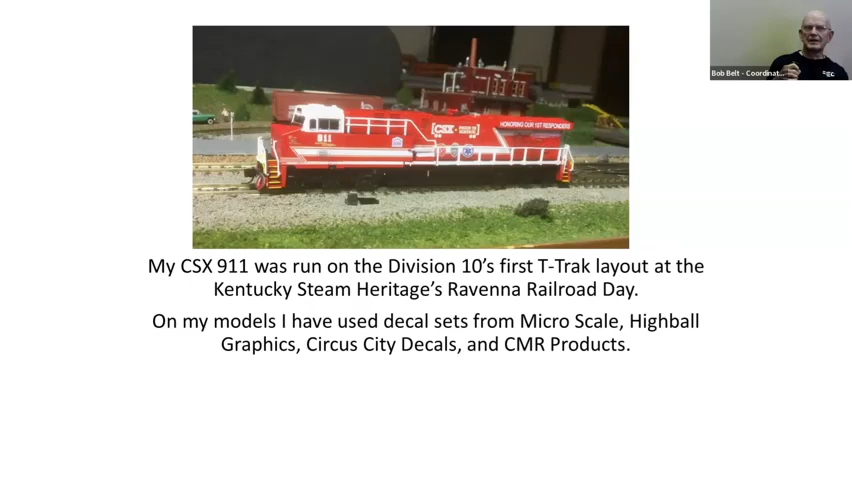 Bob Belt - Coordinat...
HONORING OUR 1ST RESPONDERS
CSX
911
My CSX 911 was run on the Division 10's first T-Trak layout at the
Kentucky Steam Heritage's Ravenna Railroad Day.
On my models I have used decal sets from Micro Scale, Highball
Graphics, Circus City Decals, and CMR Products.